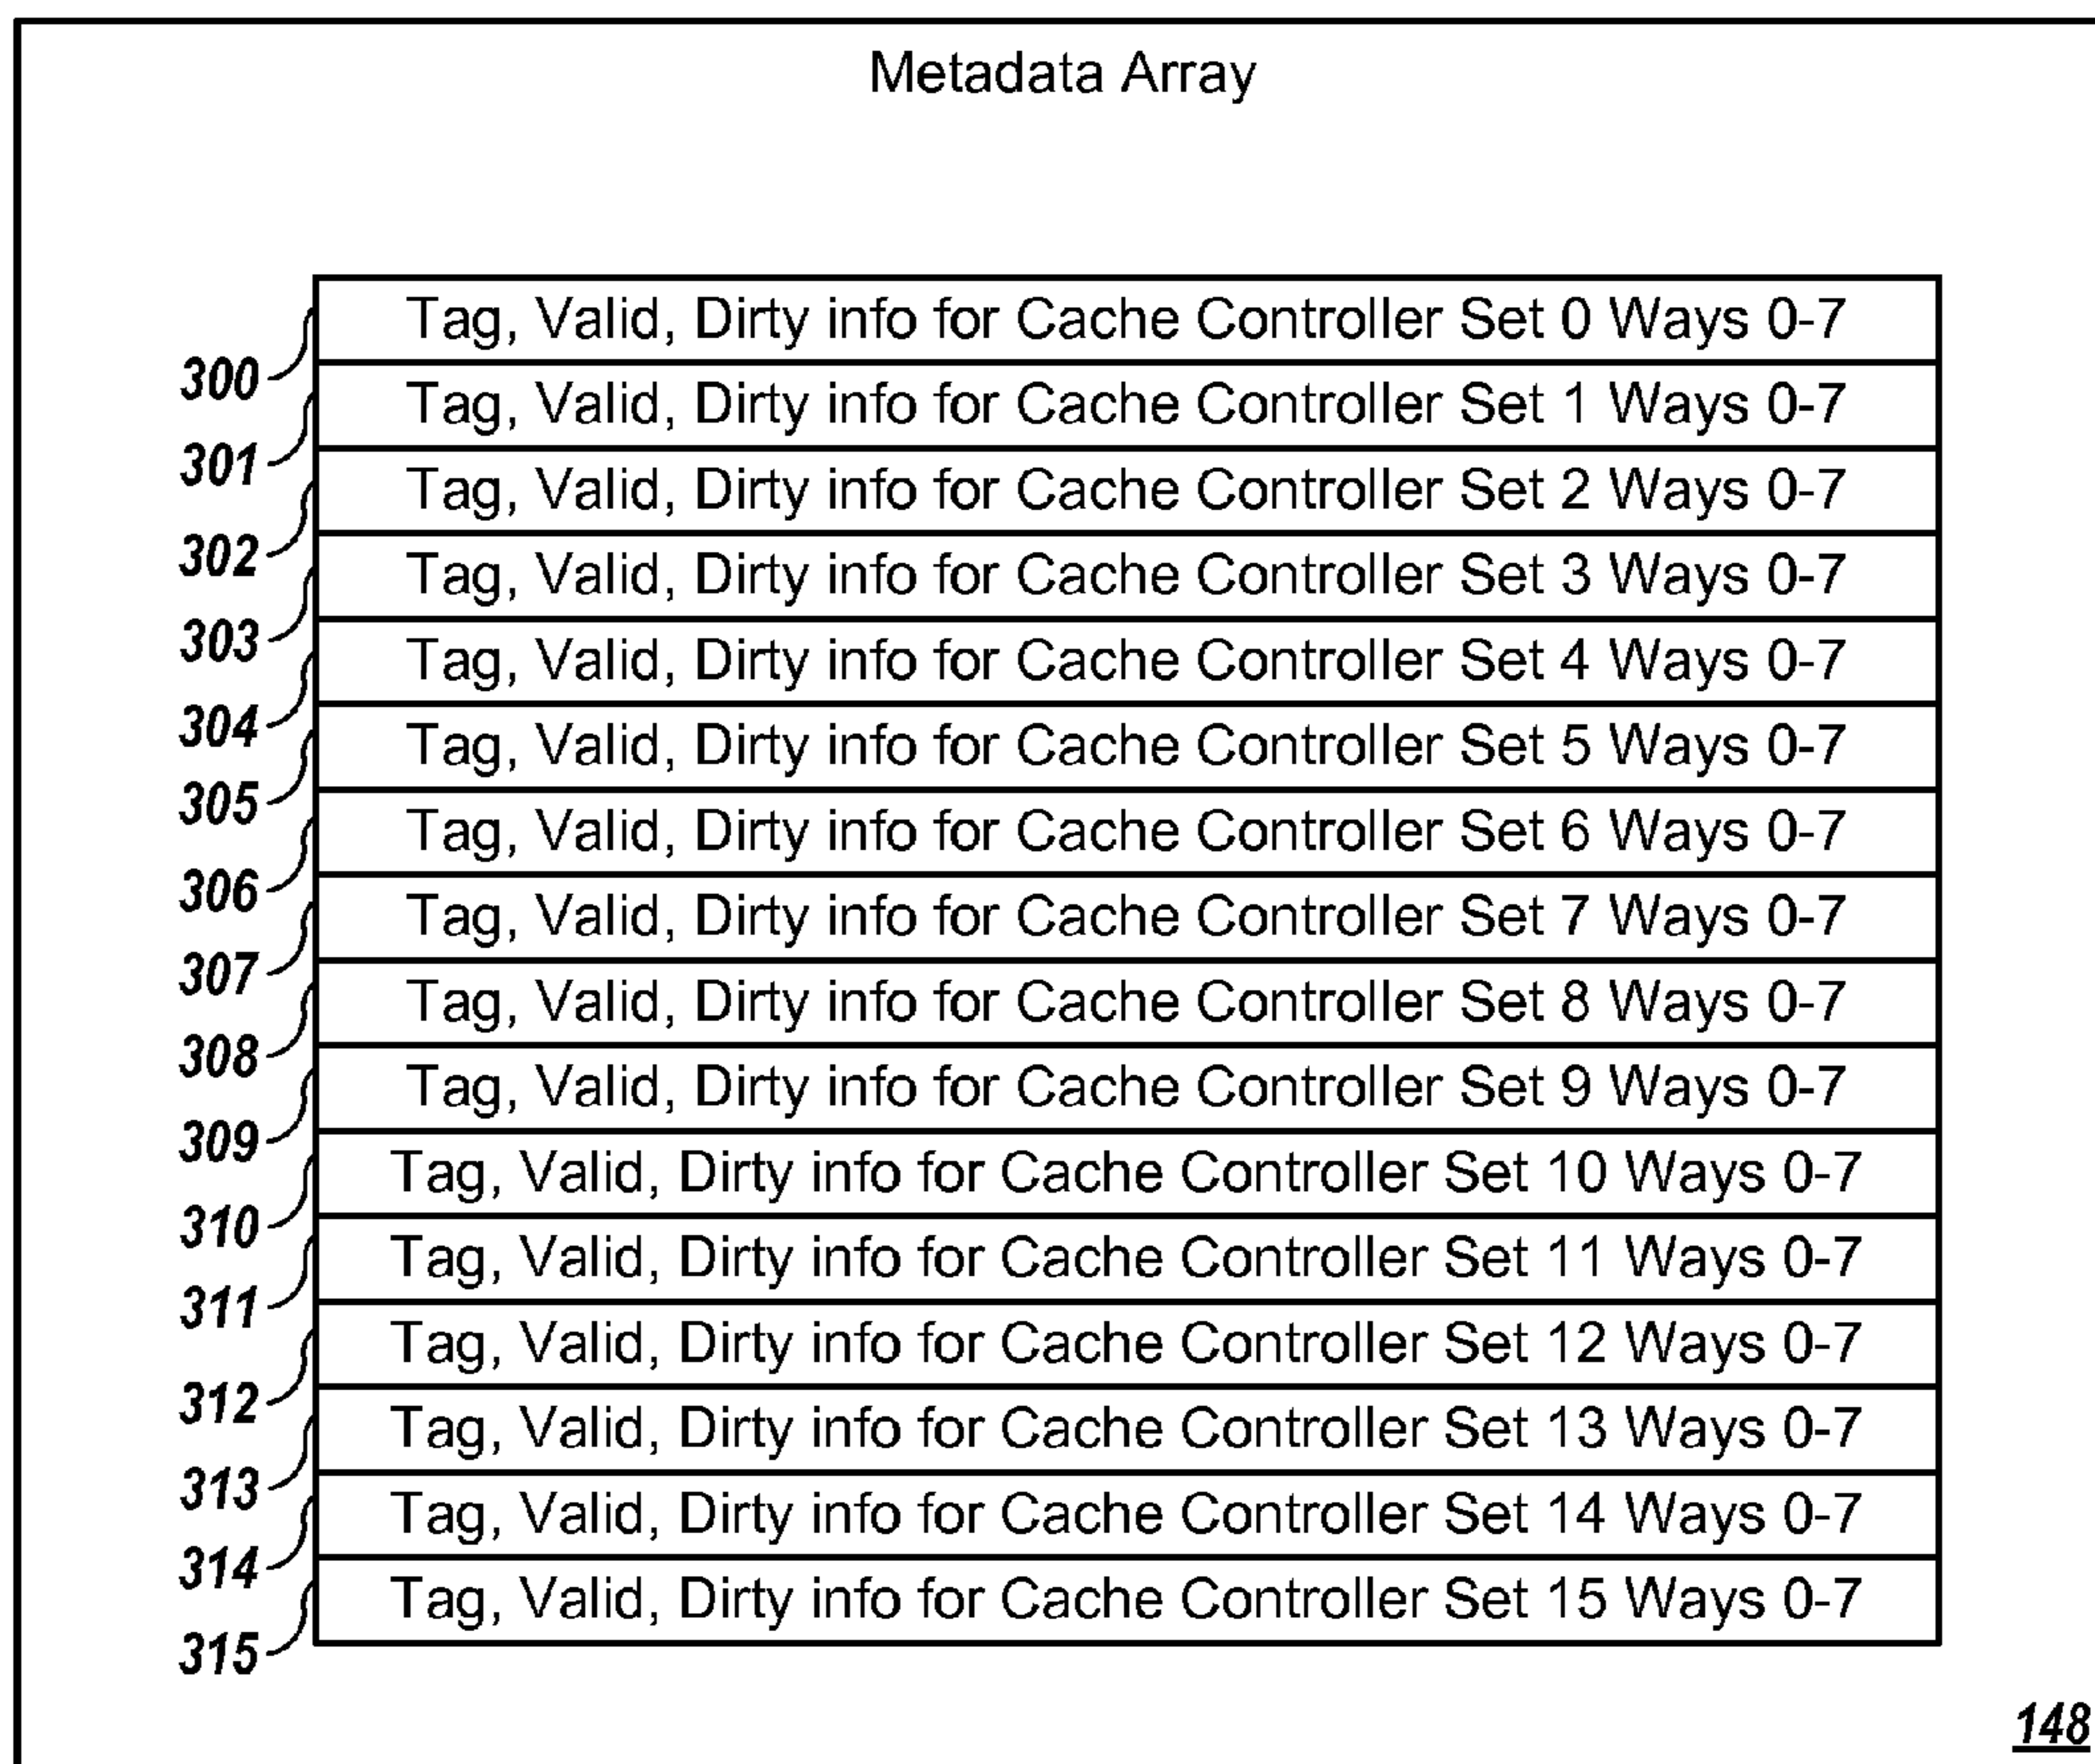 Metadata Array
Tag, Valid, Dirty info for Cache Controller Set 0 Ways 0-7
300
Tag, Valid, Dirty info for Cache Controller Set 1 Ways 0-7
301
Tag, Valid, Dirty info for Cache Controller Set 2 Ways 0-7
302
Tag, Valid, Dirty info for Cache Controller Set 3 Ways 0-7
303
Tag, Valid, Dirty info for Cache Controller Set 4 Ways 0-7
304
Tag, Valid, Dirty info for Cache Controller Set 5 Ways 0-7
305
Tag, Valid, Dirty info for Cache Controller Set 6 Ways 0-7
306
Tag, Valid, Dirty info for Cache Controller Set 7 Ways 0-7
307
Tag, Valid, Dirty info for Cache Controller Set 8 Ways 0-7
308
Tag, Valid, Dirty info for Cache Controller Set 9 Ways 0-7
309
Tag, Valid, Dirty info for Cache Controller Set 10 Ways 0-7
310
Tag, Valid, Dirty info for Cache Controller Set 11 Ways 0-7
311
Tag, Valid, Dirty info for Cache Controller Set 12 Ways 0-7
312
Tag, Valid, Dirty info for Cache Controller Set 13 Ways 0-7
313
Tag, Valid, Dirty info for Cache Controller Set 14 Ways 0-7
314
Tag, Valid, Dirty info for Cache Controller Set 15 Ways 0-7
315
148